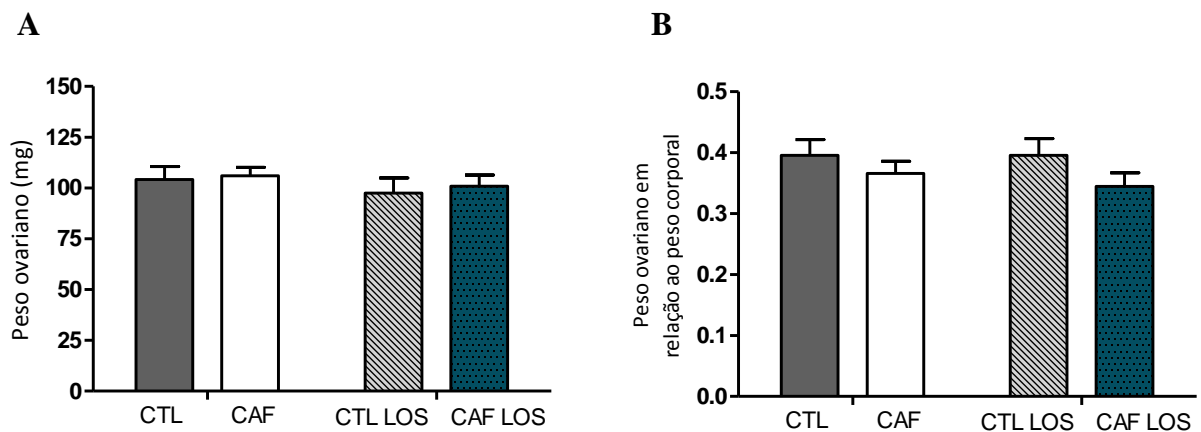 A
Peso ovariano (mg)
150
125
100
75
50
25
0
CTL
CAF
CTL LOS
CAF LOS
B
Peso ovariano em
relação ao peso corporal
0.5
0.4
0.3
0.2
0.1
0.0
CTL
CAF
CTL LOS
CAF LOS